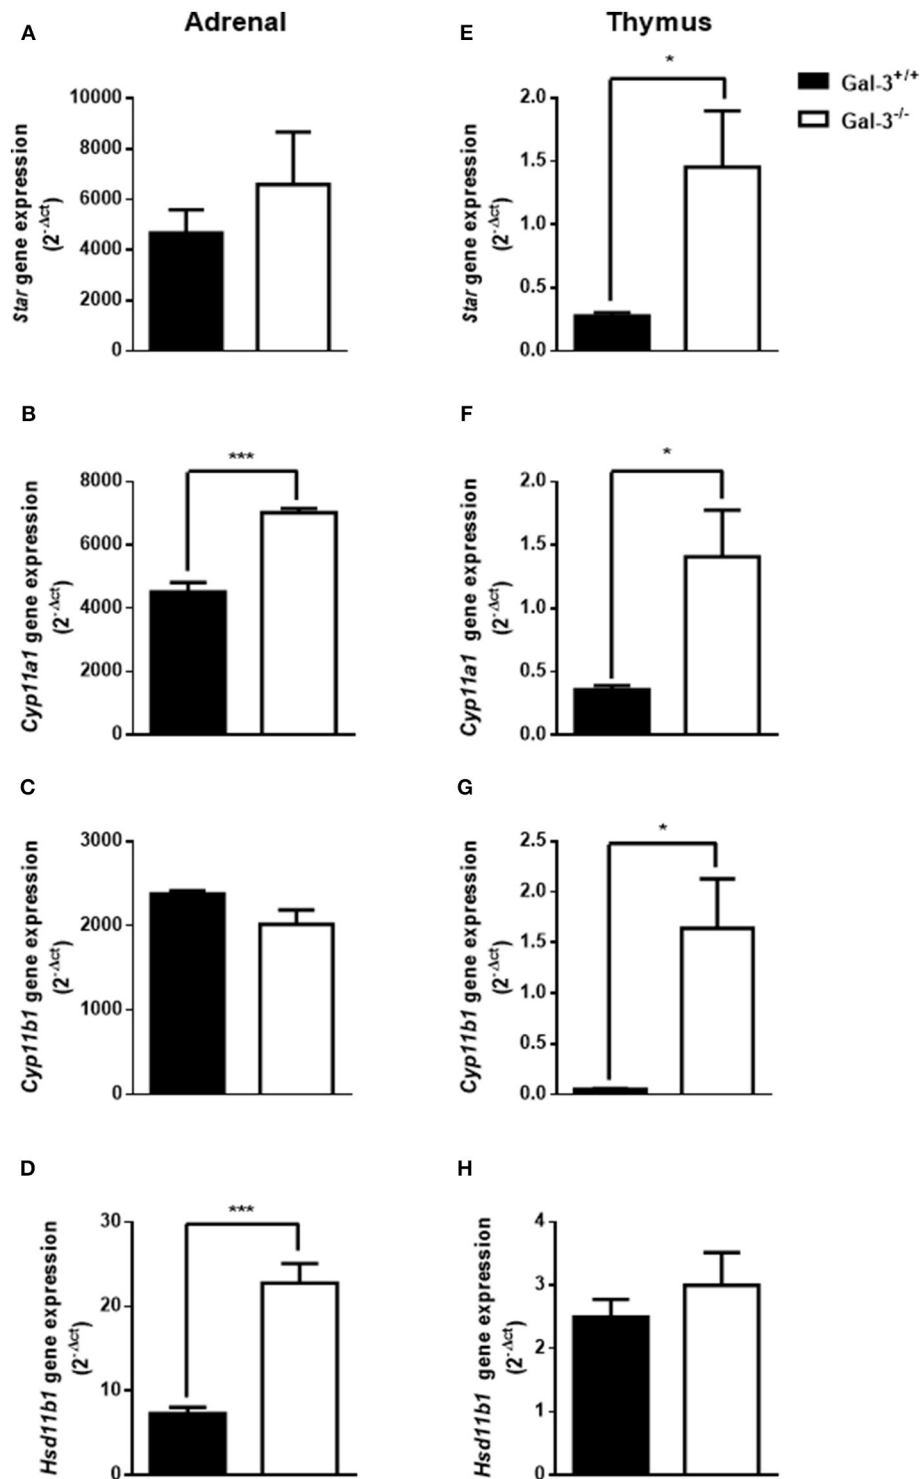 Adrenal
Thymus
Gal-3+/+
Gal-3-/-
A
Star gene expression
(2-Δct)
10000
8000
6000
4000
2000
0
E
Star gene expression
(2-Δct)
*
2.0
1.5
1.0
0.5
0.0
B
Cyp11a1 gene expression
(2-Δct)
***
8000
6000
4000
2000
0
F
Cyp11a1 gene expression
(2-Δct)
*
2.0
1.5
1.0
0.5
0.0
C
Cyp11b1 gene expression
(2-Δct)
3000
2000
1000
0
G
Cyp11b1 gene expression
(2-Δct)
*
2.5
2.0
1.5
1.0
0.5
0.0
D
Hsd11b1 gene expression
(2-Δct)
***
30
20
10
0
H
Hsd11b1 gene expression
(2-Δct)
4
3
2
1
0